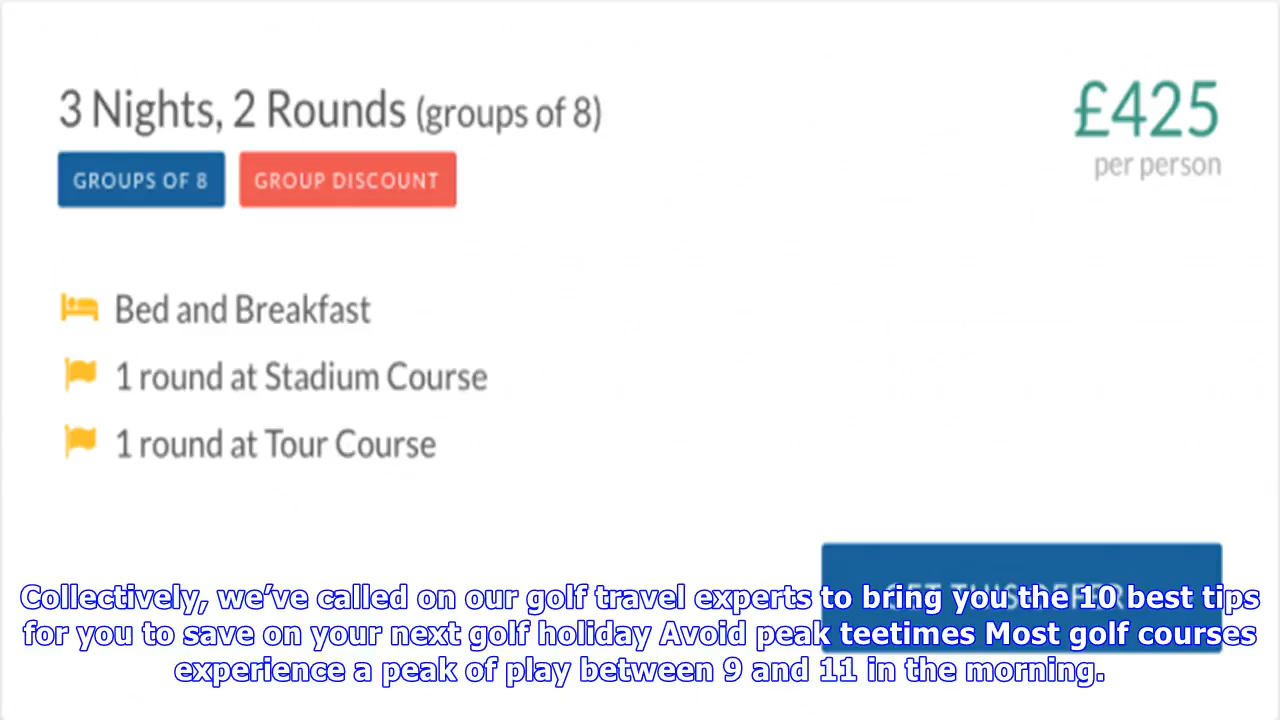 3 Nights, 2 Rounds (groups of 8)
£425
per person
GROUPS OF 8
GROUP DISCOUNT
Bed and Breakfast
1 round at Stadium Course
1 round at Tour Course
GET THIS OFFER
Collectively, we’ve called on our golf travel experts to bring you the 10 best tips
for you to save on your next golf holiday Avoid peak teetimes Most golf courses
experience a peak of play between 9 and 11 in the morning.